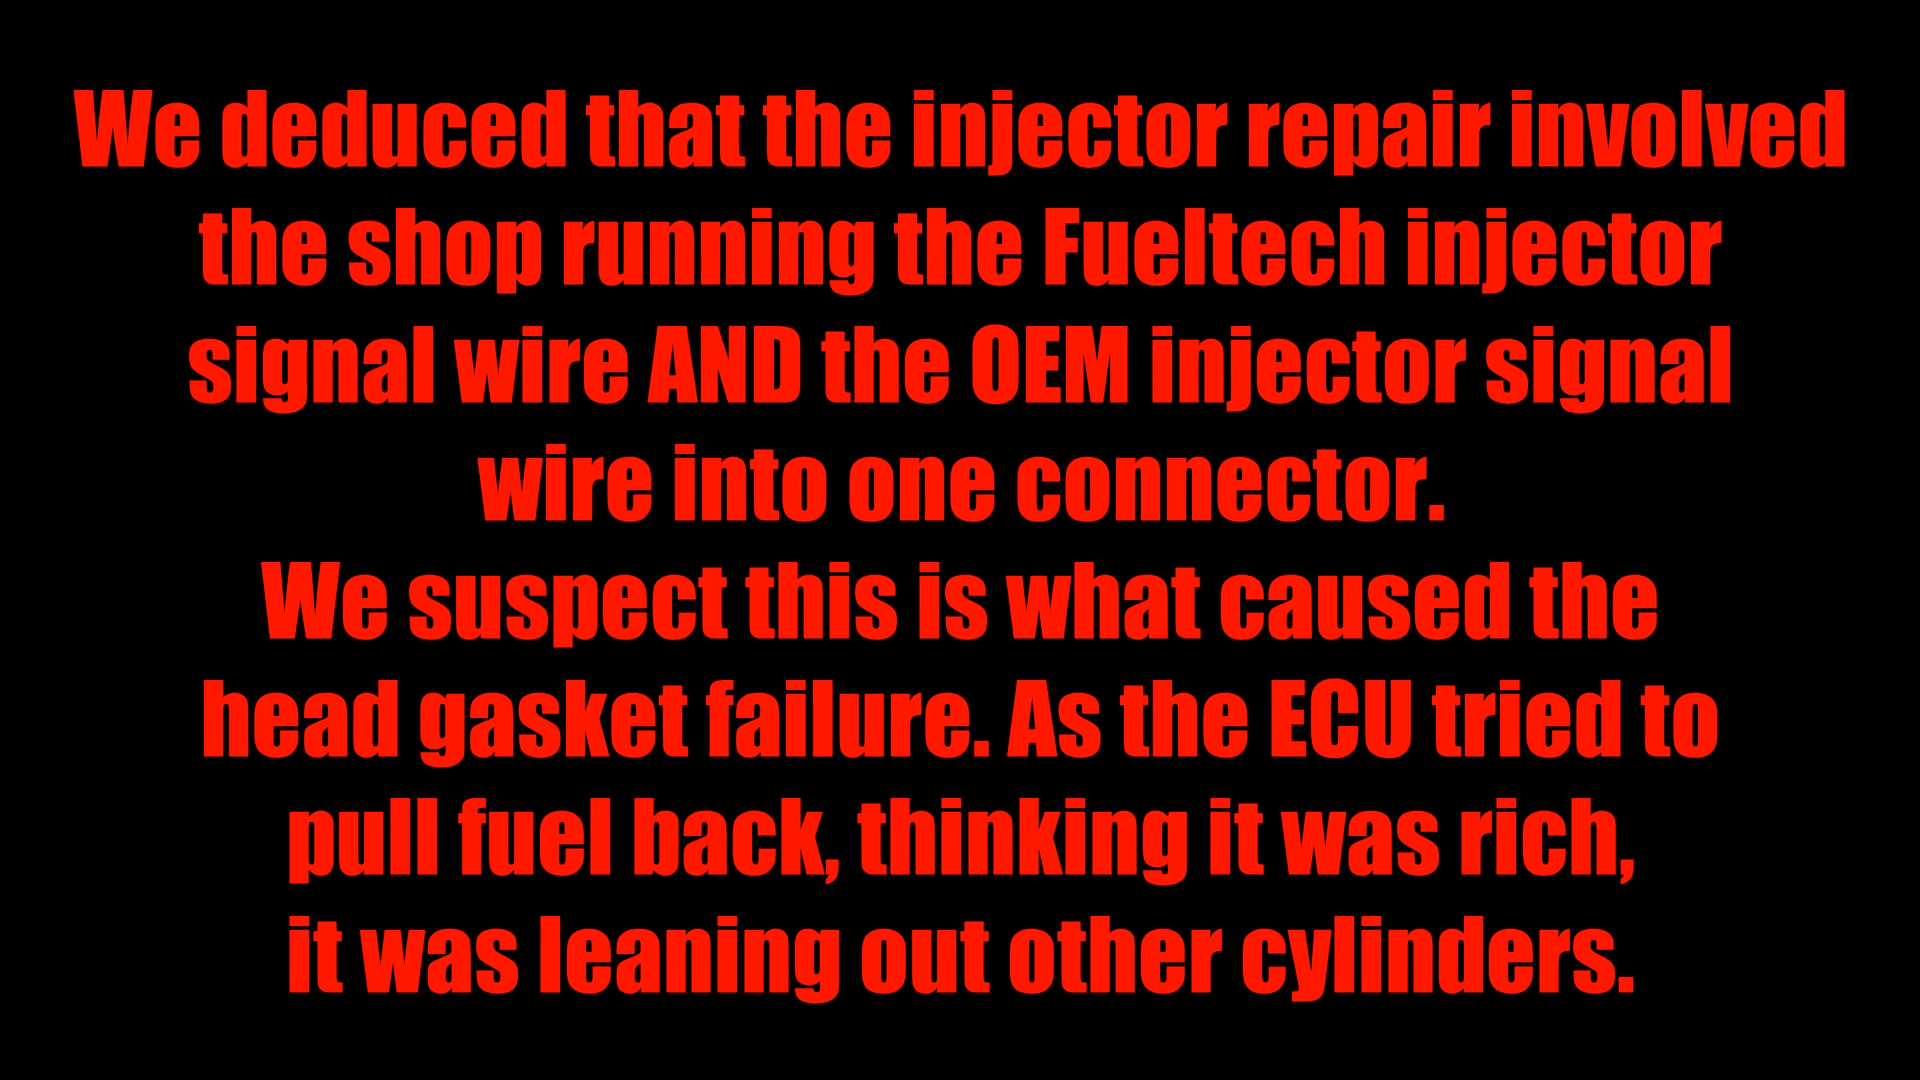 We deduced that the injector repair involved
the shop running the Fueltech injector
signal wire AND the OEM injector signal
wire into one connector.
We suspect this is what caused the
head gasket failure. As the ECU tried to
pull fuel back, thinking it was rich,
it was leaning out other cylinders.